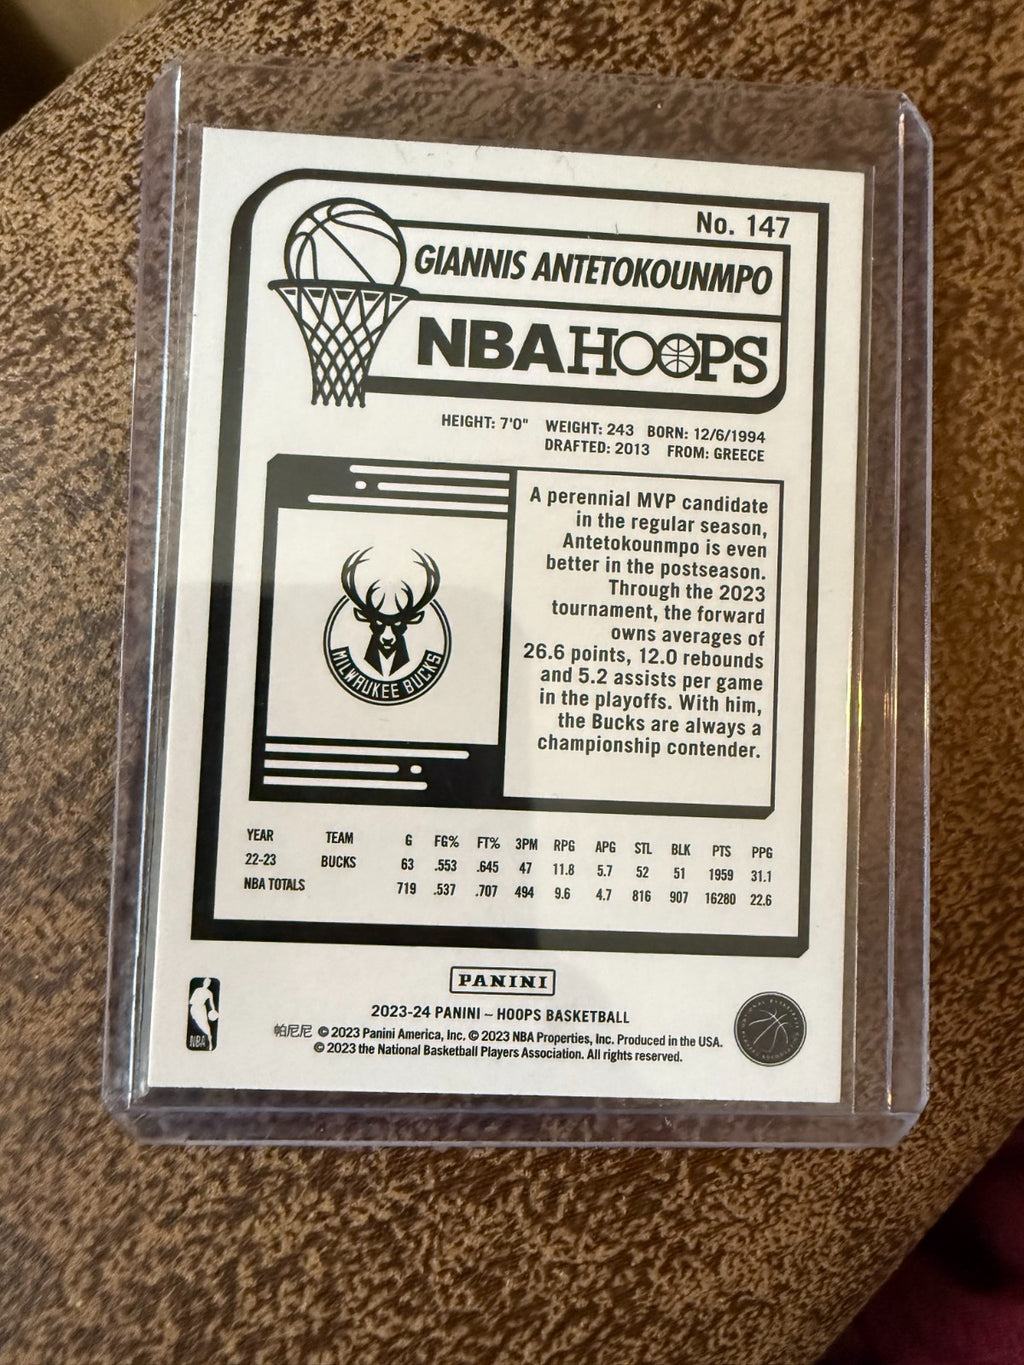 No. 147
GIANNIS ANTETOKOUNMPO
NBA HOOPS
HEIGHT: 7'0" WEIGHT: 243 BORN: 12/6/1994
DRAFTED: 2013 FROM: GREECE
A perennial MVP candidate
in the regular season,
Antetokounmpo is even
better in the postseason.
Through the 2023
tournament, the forward
owns averages of
26.6 points, 12.0 rebounds
and 5.2 assists per game
in the playoffs. With him,
the Bucks are always a
championship contender.
MILWAUKEE BUCKS
YEAR TEAM G FG% FT% 3PM RPG APG STL BLK PTS PPG
22-23 BUCKS 63 .553 .645 47 11.8 5.7 52 51 1959 31.1
NBA TOTALS 719 .537 .707 494 9.6 4.7 816 907 16280 22.6
PANINI
2023-24 PANINI – HOOPS BASKETBALL
帕尼尼 © 2023 Panini America, Inc. © 2023 NBA Properties, Inc. Produced in the USA.
© 2023 the National Basketball Players Association. All rights reserved.
NBA